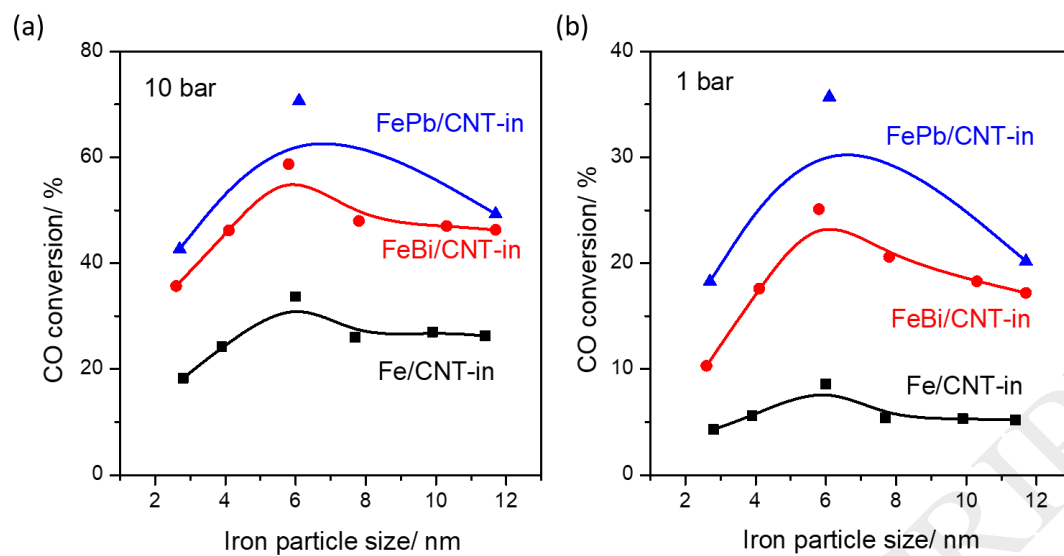 (a)
80
60
40
20
0
CO conversion/ %
10 bar
FePb/CNT-in
FeBi/CNT-in
Fe/CNT-in
2 4 6 8 10 12
Iron particle size/ nm
(b)
40
30
20
10
0
CO conversion/ %
1 bar
FePb/CNT-in
FeBi/CNT-in
Fe/CNT-in
2 4 6 8 10 12
Iron particle size/ nm